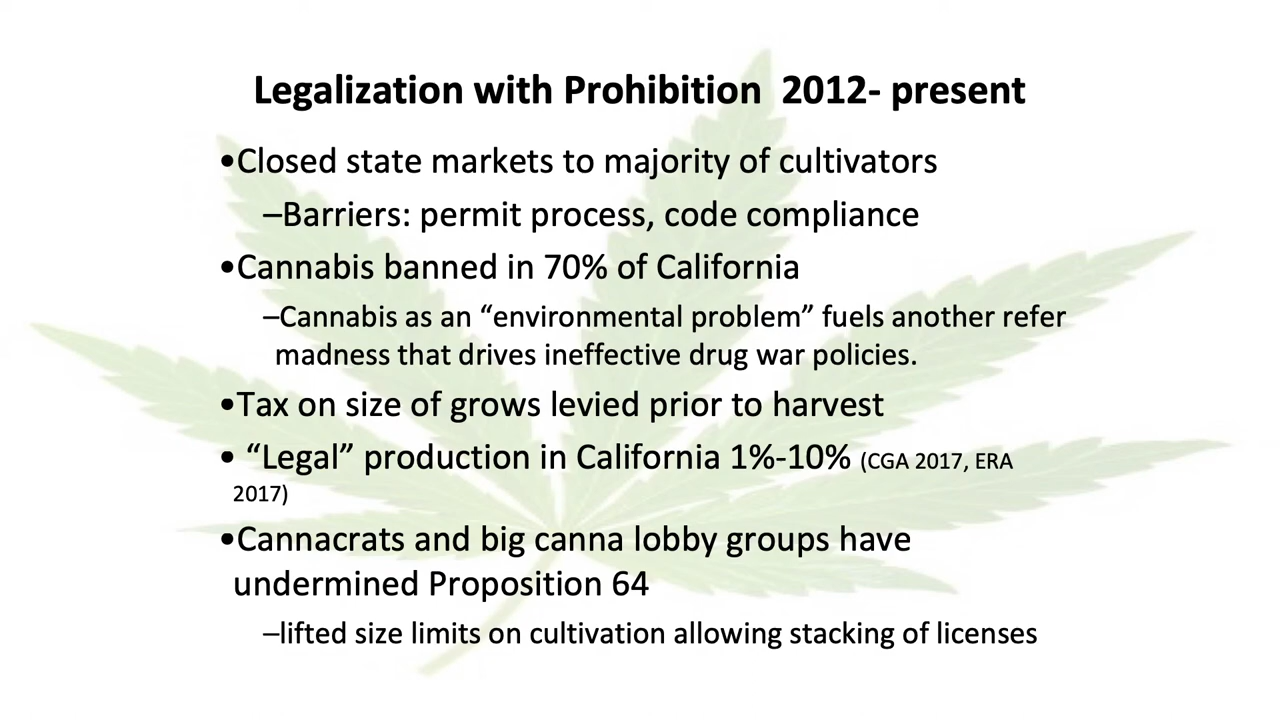 Legalization with Prohibition  2012- present
•Closed state markets to majority of cultivators
–Barriers: permit process, code compliance
•Cannabis banned in 70% of California
–Cannabis as an “environmental problem” fuels another refer
madness that drives ineffective drug war policies.
•Tax on size of grows levied prior to harvest
• “Legal” production in California 1%-10% (CGA 2017, ERA
2017)
•Cannacrats and big canna lobby groups have
undermined Proposition 64
–lifted size limits on cultivation allowing stacking of licenses